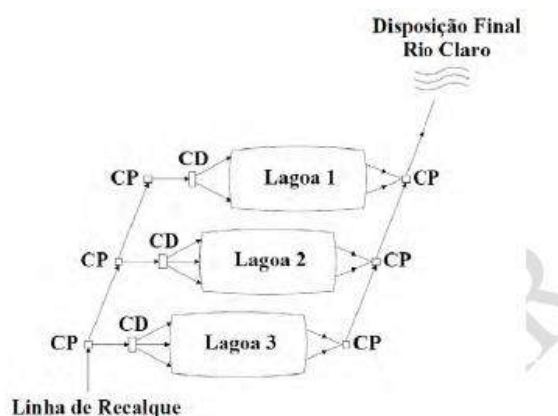 Disposição Final
Rio Claro
CD
Lagoa 1
CP
CP
CD
Lagoa 2
CP
CP
CD
Lagoa 3
CP
CP
Linha de Recalque